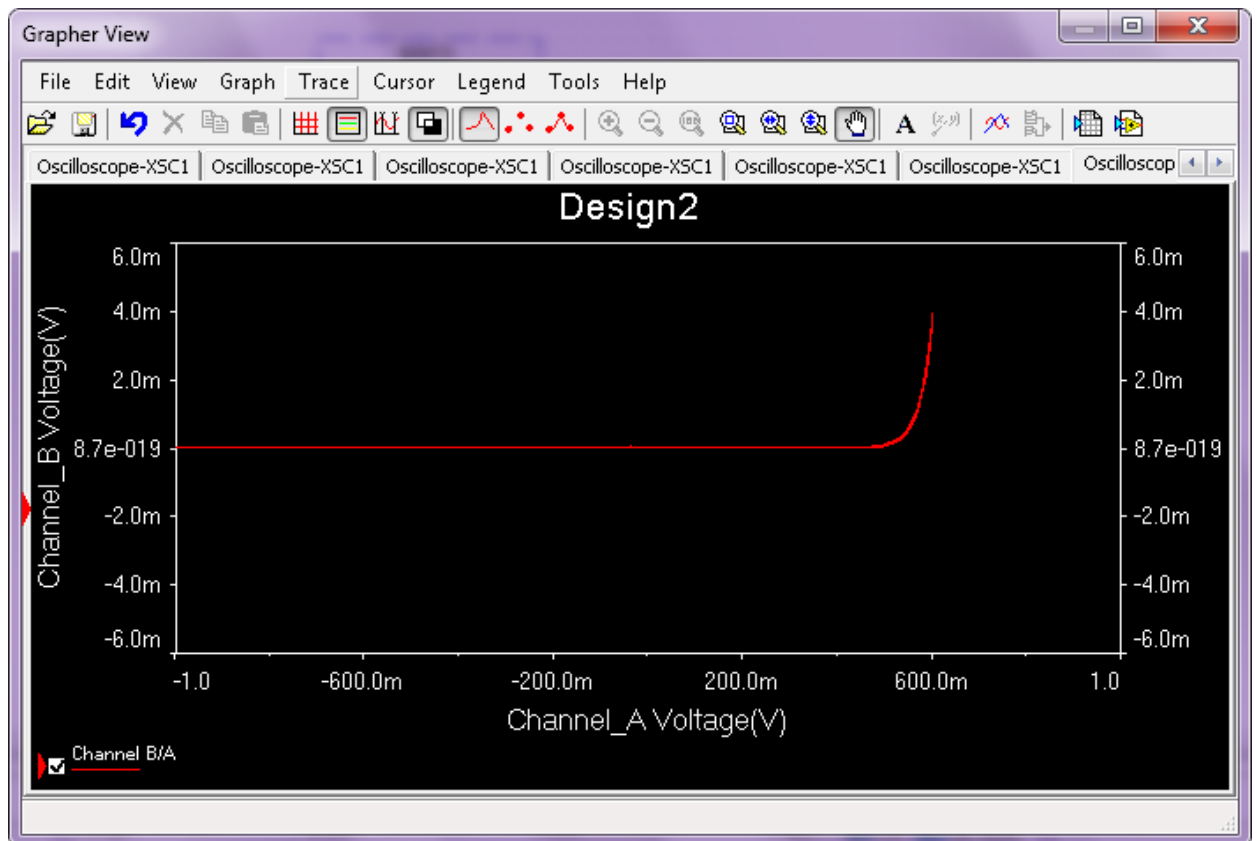 Grapher View
File Edit View Graph Trace Cursor Legend Tools Help
A (x,y)
Oscilloscope-XSC1 Oscilloscope-XSC1 Oscilloscope-XSC1 Oscilloscope-XSC1 Oscilloscope-XSC1 Oscilloscope-XSC1 Oscilloscop
Design2
Channel_B Voltage(V)
6.0m 6.0m
4.0m 4.0m
2.0m 2.0m
8.7e-019 8.7e-019
-2.0m -2.0m
-4.0m -4.0m
-6.0m -6.0m
-1.0 -600.0m -200.0m 200.0m 600.0m 1.0
Channel_A Voltage(V)
Channel B/A